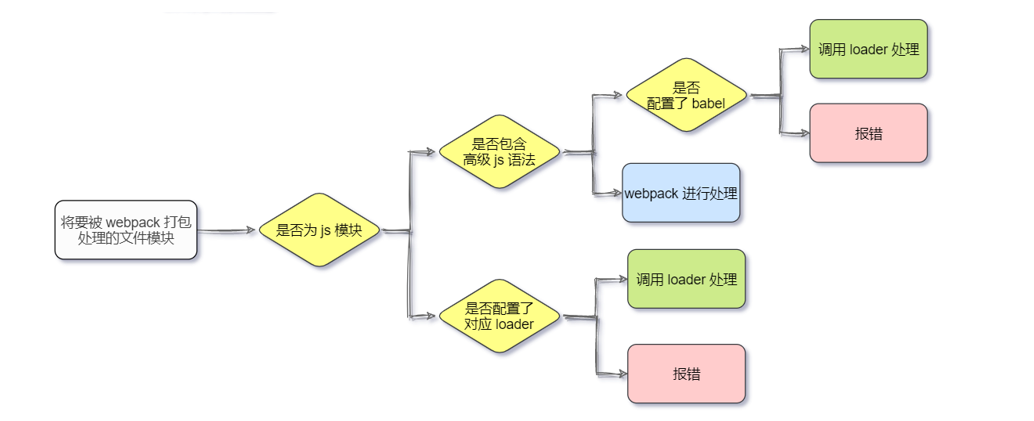 将要被 webpack 打包
处理的文件模块
是否为 js 模块
是否包含
高级 js 语法
是否
配置了 babel
调用 loader 处理
报错
webpack 进行处理
是否配置了
对应 loader
调用 loader 处理
报错